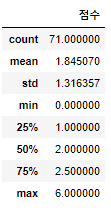 점수
count 71.000000
mean 1.845070
std 1.316357
min 0.000000
25% 1.000000
50% 2.000000
75% 2.500000
max 6.000000